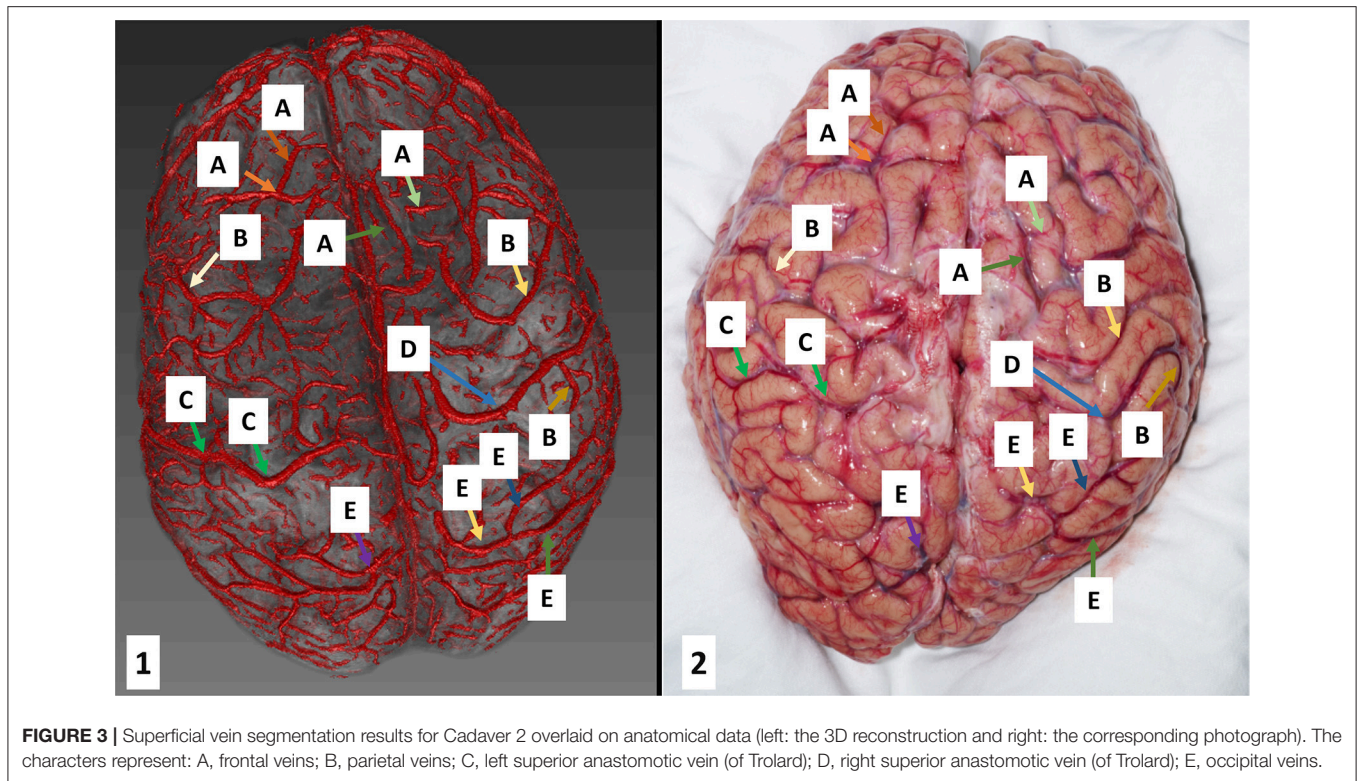 A
A
A
B
A
B
D
C
C
B
E
E
E
E
1
A
A
A
B
A
B
C
C
D
B
E
E
E
E
2
FIGURE 3 | Superficial vein segmentation results for Cadaver 2 overlaid on anatomical data (left: the 3D reconstruction and right: the corresponding photograph). The
characters represent: A, frontal veins; B, parietal veins; C, left superior anastomotic vein (of Trolard); D, right superior anastomotic vein (of Trolard); E, occipital veins.